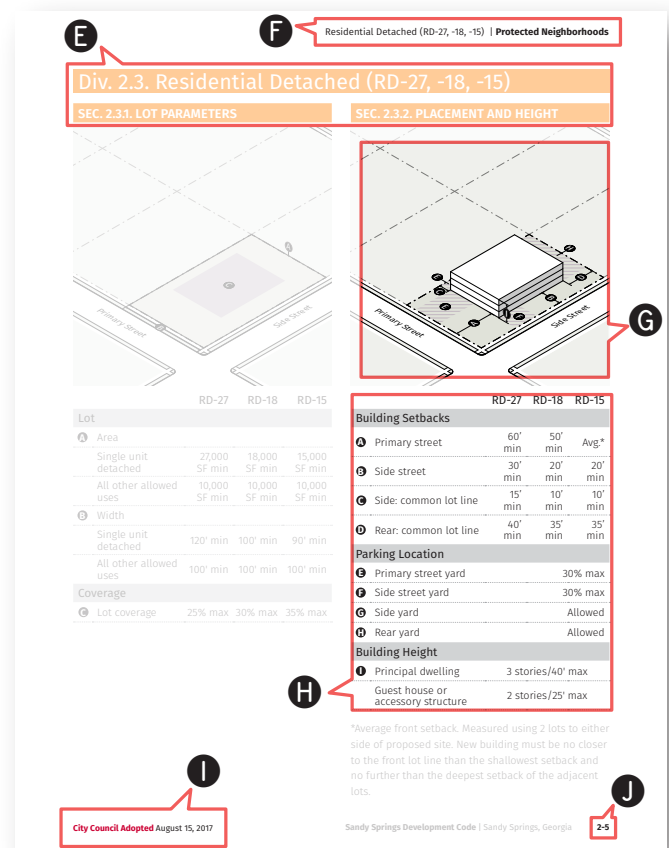 E
F
Residential Detached (RD-27, -18, -15) | Protected Neighborhoods
Div. 2.3. Residential Detached (RD-27, -18, -15)
SEC. 2.3.1. LOT PARAMETERS
A
C
B
Primary Street
Side Street
RD-27 RD-18 RD-15
Lot
A Area
Single unit detached 27,000 SF min 18,000 SF min 15,000 SF min
All other allowed uses 10,000 SF min 10,000 SF min 10,000 SF min
B Width
Single unit detached 120' min 100' min 90' min
All other allowed uses 100' min 100' min 100' min
Coverage
C Lot coverage 25% max 30% max 35% max
SEC. 2.3.2. PLACEMENT AND HEIGHT
Primary Street
Side Street
G
RD-27 RD-18 RD-15
Building Setbacks
A Primary street 60' min 50' min Avg.*
B Side street 30' min 20' min 20' min
C Side: common lot line 15' min 10' min 10' min
D Rear: common lot line 40' min 35' min 35' min
Parking Location
E Primary street yard 30% max
F Side street yard 30% max
G Side yard Allowed
H Rear yard Allowed
Building Height
I Principal dwelling 3 stories/40' max
Guest house or accessory structure 2 stories/25' max
H
*Average front setback. Measured using 2 lots to either
side of proposed site. New building must be no closer
to the front lot line than the shallowest setback and
no further than the deepest setback of the adjacent
lots.
I
J
City Council Adopted August 15, 2017
Sandy Springs Development Code | Sandy Springs, Georgia 2-5